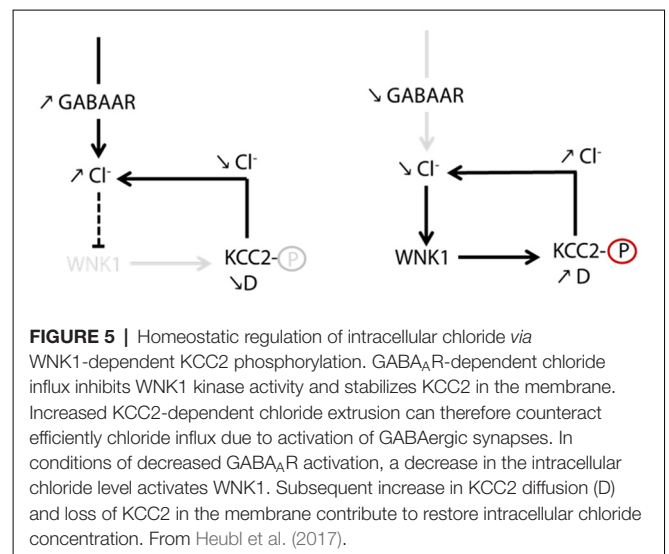 ↗ GABAAR
↗ Cl-
↘ Cl-
WNK1
KCC2-P
↘D
↘ GABAAR
↘ Cl-
↗ Cl-
WNK1
KCC2-P
↗ D
FIGURE 5 | Homeostatic regulation of intracellular chloride via
WNK1-dependent KCC2 phosphorylation. GABAAR-dependent chloride
influx inhibits WNK1 kinase activity and stabilizes KCC2 in the membrane.
Increased KCC2-dependent chloride extrusion can therefore counteract
efficiently chloride influx due to activation of GABAergic synapses. In
conditions of decreased GABAAR activation, a decrease in the intracellular
chloride level activates WNK1. Subsequent increase in KCC2 diffusion (D)
and loss of KCC2 in the membrane contribute to restore intracellular chloride
concentration. From Heubl et al. (2017).